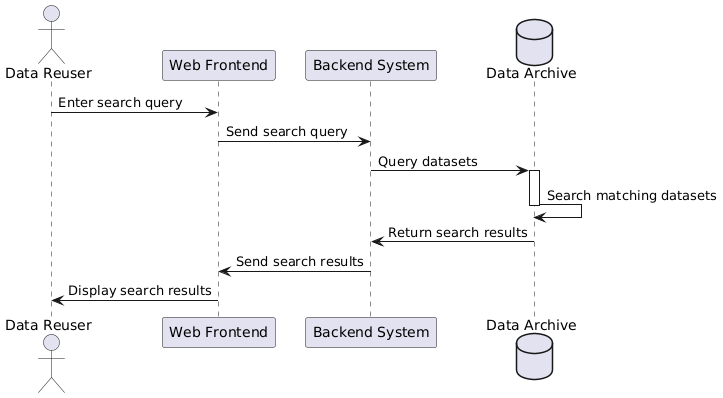 Data Reuser
Web Frontend
Backend System
Data Archive
Enter search query
Send search query
Query datasets
Search matching datasets
Return search results
Send search results
Display search results
Data Reuser
Web Frontend
Backend System
Data Archive